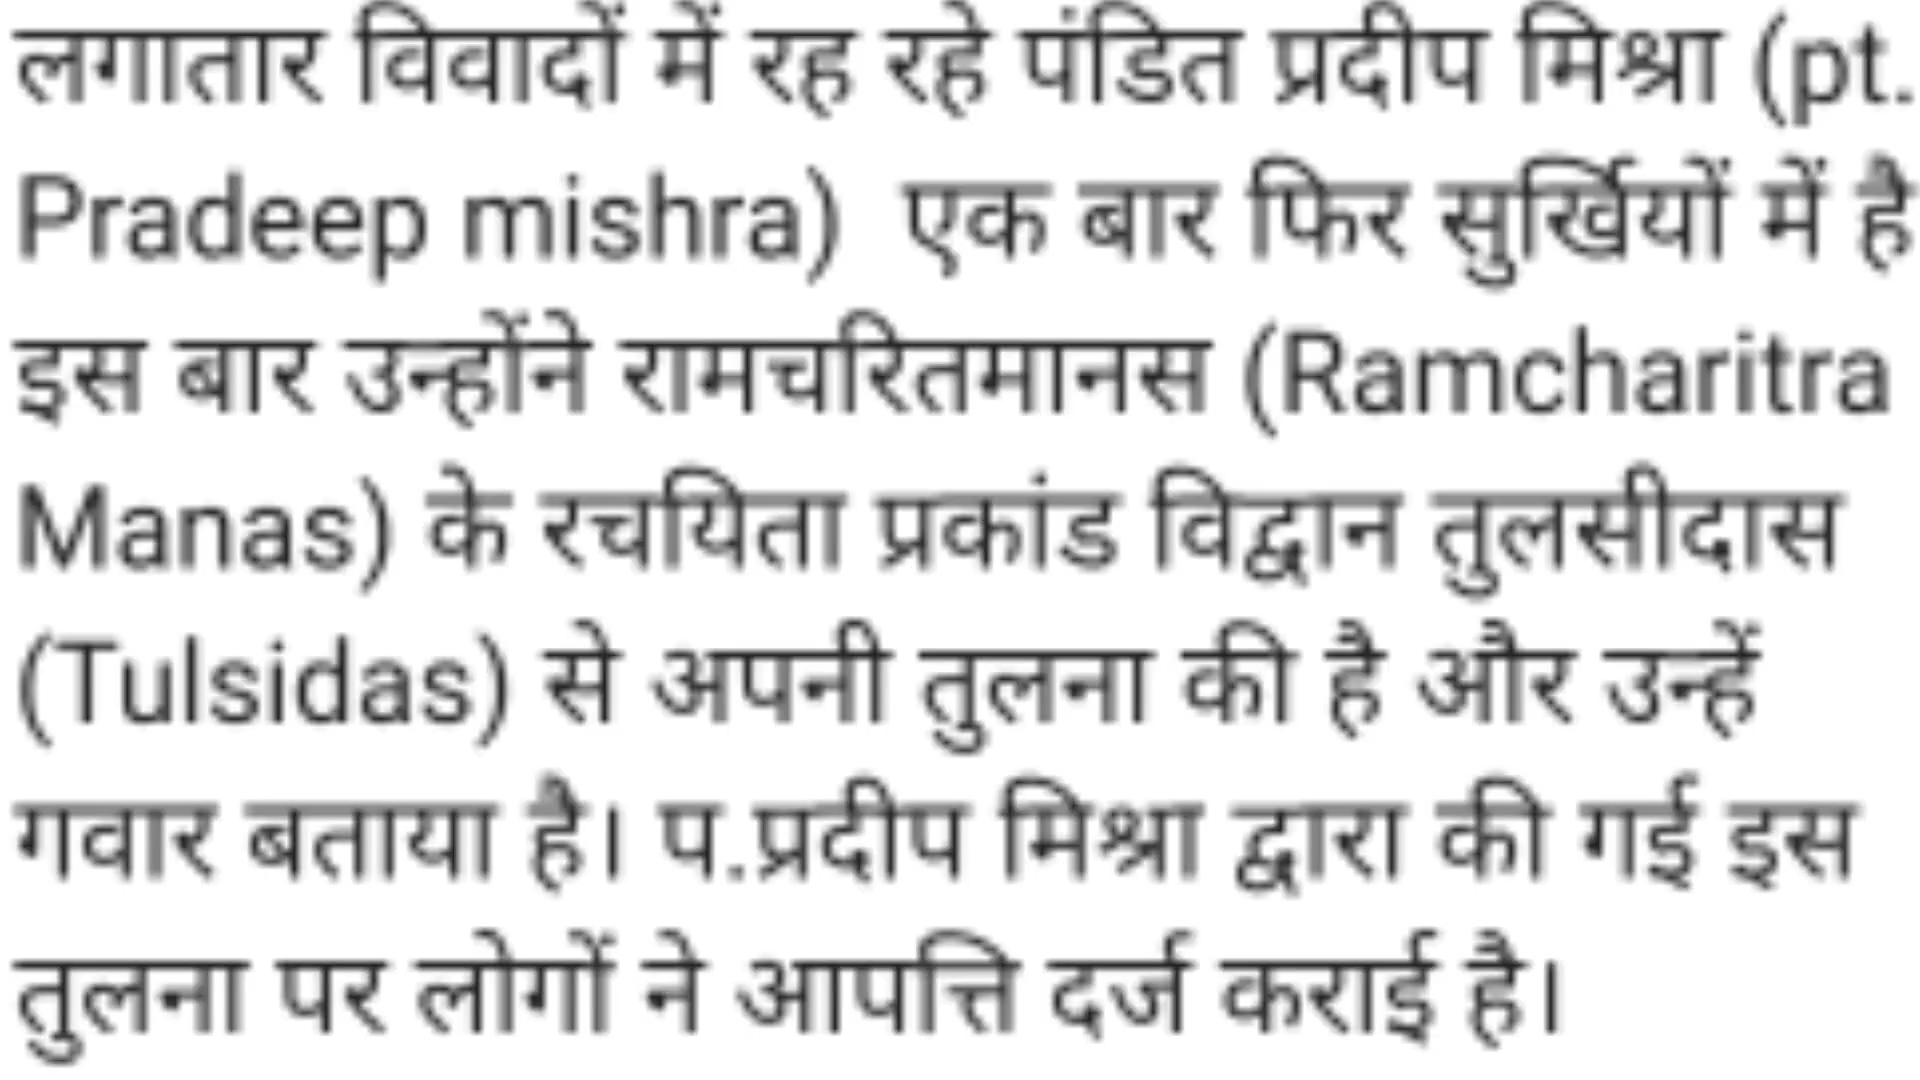 लगातार विवादों में रह रहे पंडित प्रदीप मिश्रा (pt.
Pradeep mishra) एक बार फिर सुर्खियों में है
इस बार उन्होंने रामचरितमानस (Ramcharitra
Manas) के रचयिता प्रकांड विद्वान तुलसीदास
(Tulsidas) से अपनी तुलना की है और उन्हें
गवार बताया है। प.प्रदीप मिश्रा द्वारा की गई इस
तुलना पर लोगों ने आपत्ति दर्ज कराई है।